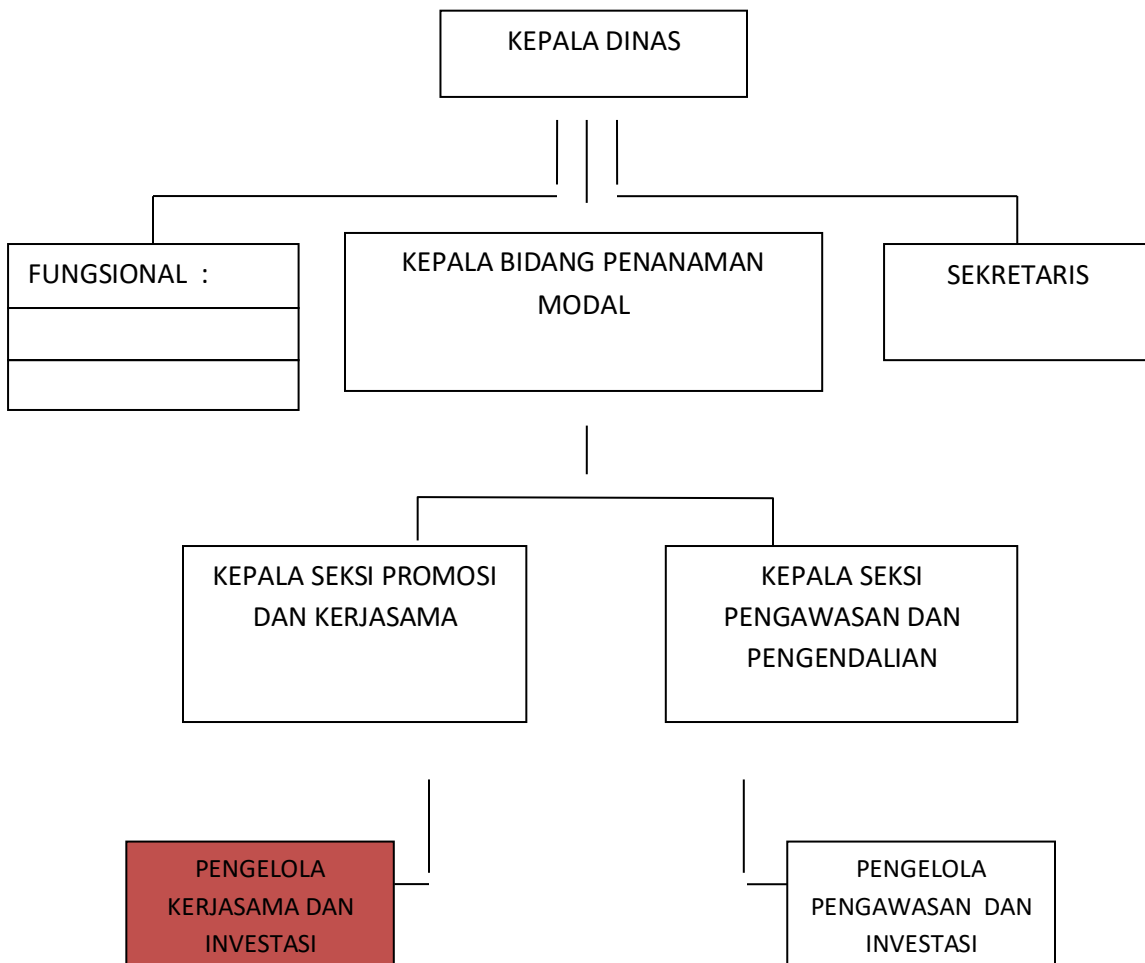 KEPALA DINAS
FUNGSIONAL :
KEPALA BIDANG PENANAMAN
MODAL
SEKRETARIS
KEPALA SEKSI PROMOSI
DAN KERJASAMA
KEPALA SEKSI
PENGAWASAN DAN
PENGENDALIAN
PENGELOLA
KERJASAMA DAN
INVESTASI
PENGELOLA
PENGAWASAN DAN
INVESTASI